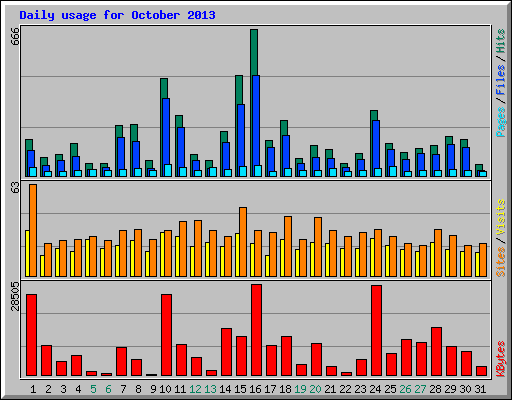 Daily usage for October 2013
666
Pages / Files / Hits
63
Sites / Visits
28505
KBytes
1 2 3 4 5 6 7 8 9 10 11 12 13 14 15 16 17 18 19 20 21 22 23 24 25 26 27 28 29 30 31